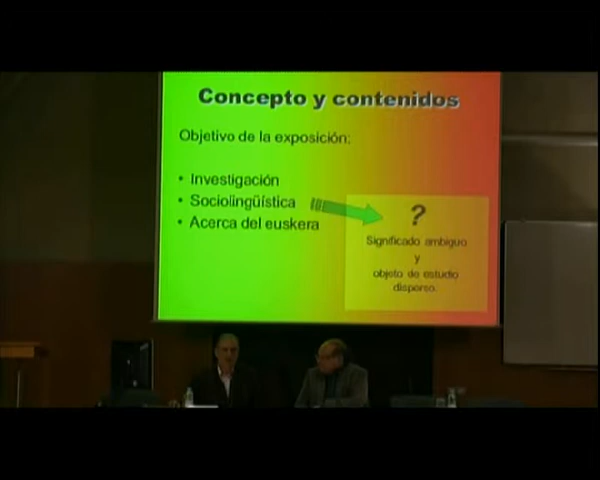 Concepto y contenidos
Objetivo de la exposición:
• Investigación
• Sociolingüística
• Acerca del euskera
?
Significado ambiguo
y
objeto de estudio
disperso.